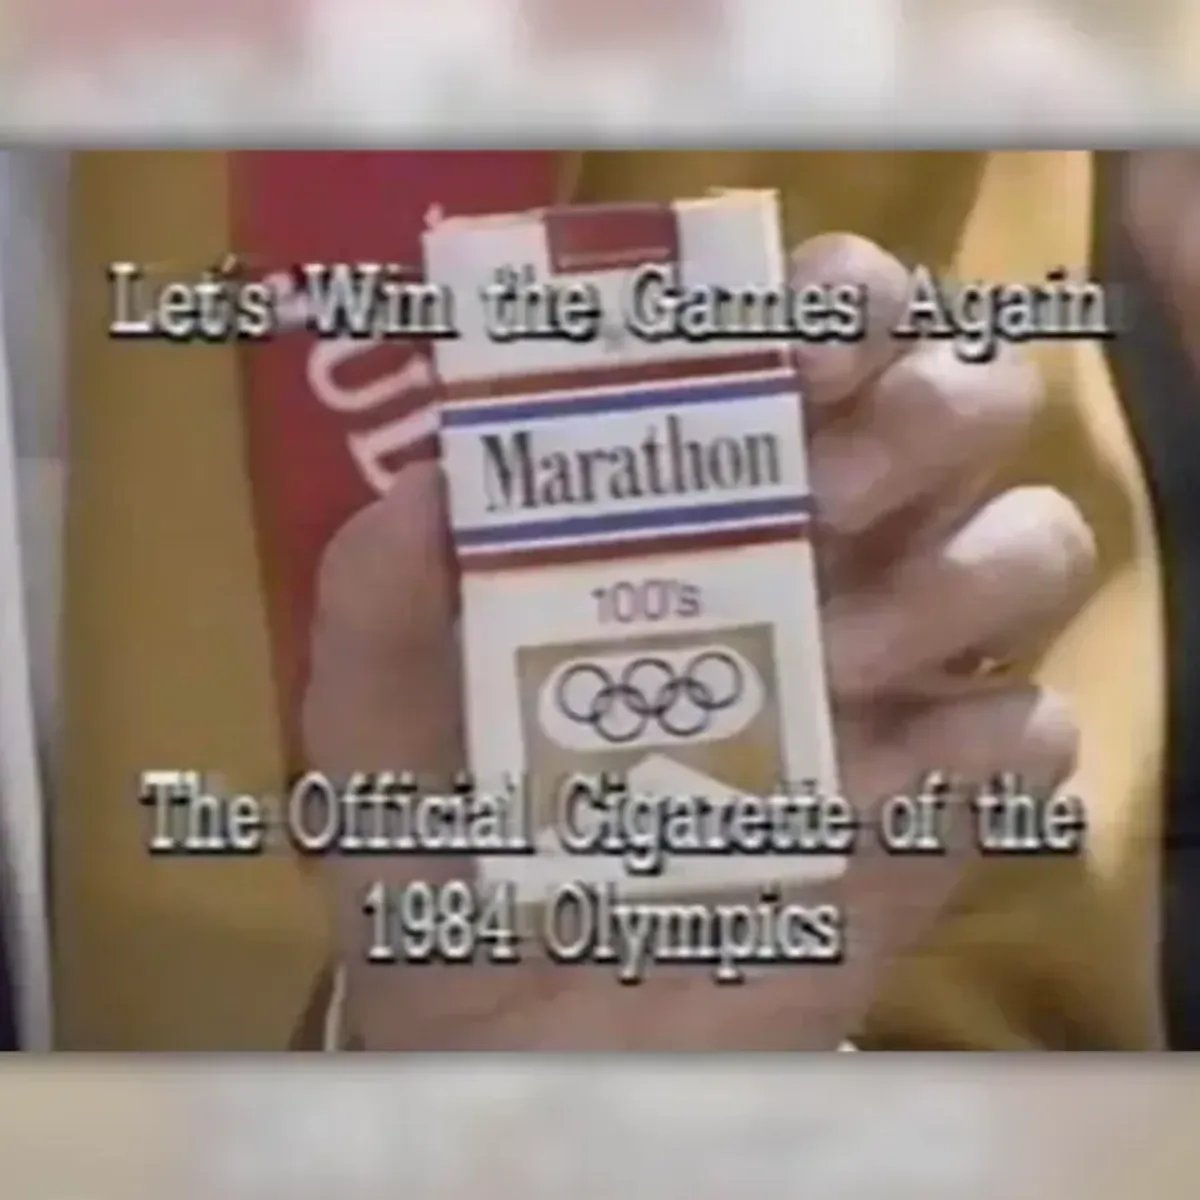 Let's Win the Games Again
Marathon
100's
The Official Cigarette of the
1984 Olympics